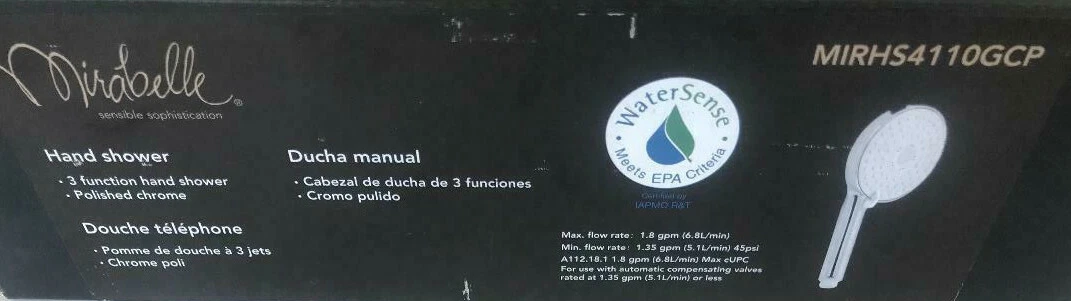 Mirabelle®
sensible sophistication
MIRHS4110GCP
Hand shower
· 3 function hand shower
· Polished chrome
Ducha manual
· Cabezal de ducha de 3 funciones
· Cromo pulido
Douche téléphone
· Pomme de douche à 3 jets
· Chrome poli
WaterSense
Meets EPA Criteria
Certified by
IAPMO R&T
Max. flow rate: 1.8 gpm (6.8L/min)
Min. flow rate: 1.35 gpm (5.1L/min) 45psi
A112.18.1 1.8 gpm (6.8L/min) Max cUPC
For use with automatic compensating valves
rated at 1.35 gpm (5.1L/min) or less